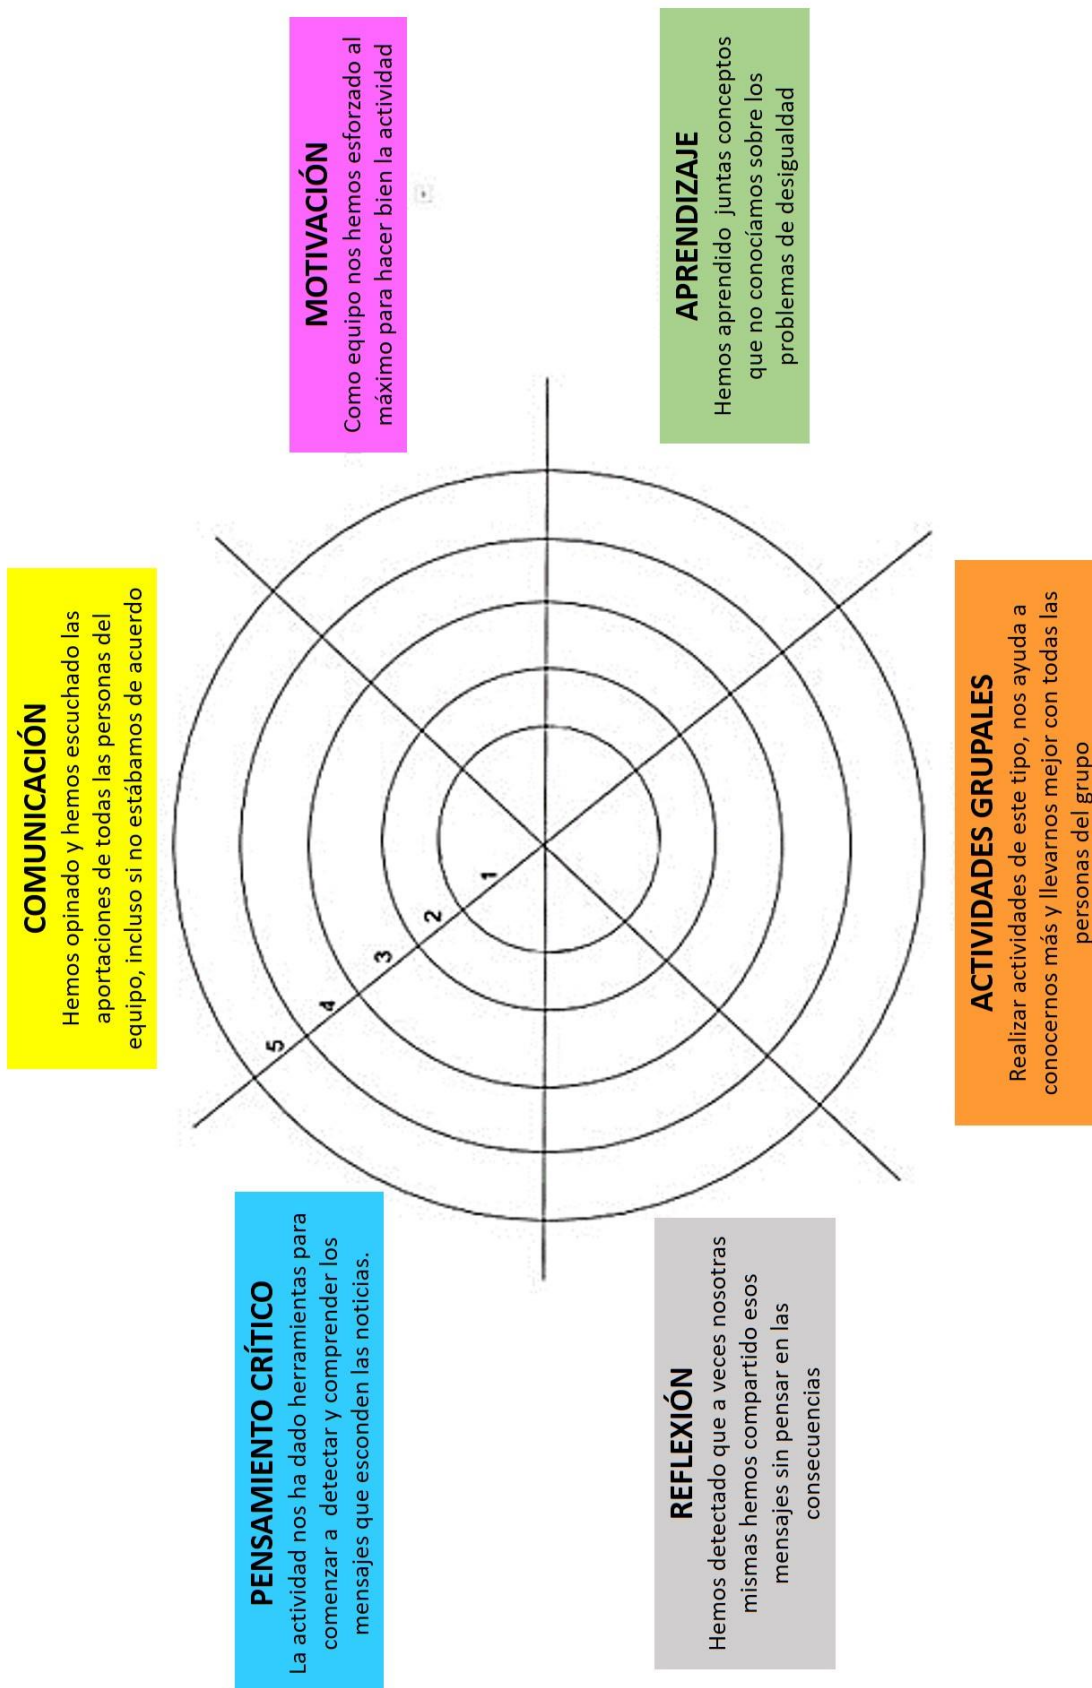 COMUNICACIÓN
Hemos opinado y hemos escuchado las
aportaciones de todas las personas del
equipo, incluso si no estábamos de acuerdo
PENSAMIENTO CRÍTICO
La actividad nos ha dado herramientas para
comenzar a detectar y comprender los
mensajes que esconden las noticias.
MOTIVACIÓN
Como equipo nos hemos esforzado al
máximo para hacer bien la actividad
5
4
3
2
1
REFLEXIÓN
Hemos detectado que a veces nosotras
mismas hemos compartido esos
mensajes sin pensar en las
consecuencias
APRENDIZAJE
Hemos aprendido juntas conceptos
que no conocíamos sobre los
problemas de desigualdad
ACTIVIDADES GRUPALES
Realizar actividades de este tipo, nos ayuda a
conocernos más y llevarnos mejor con todas las
personas del grupo